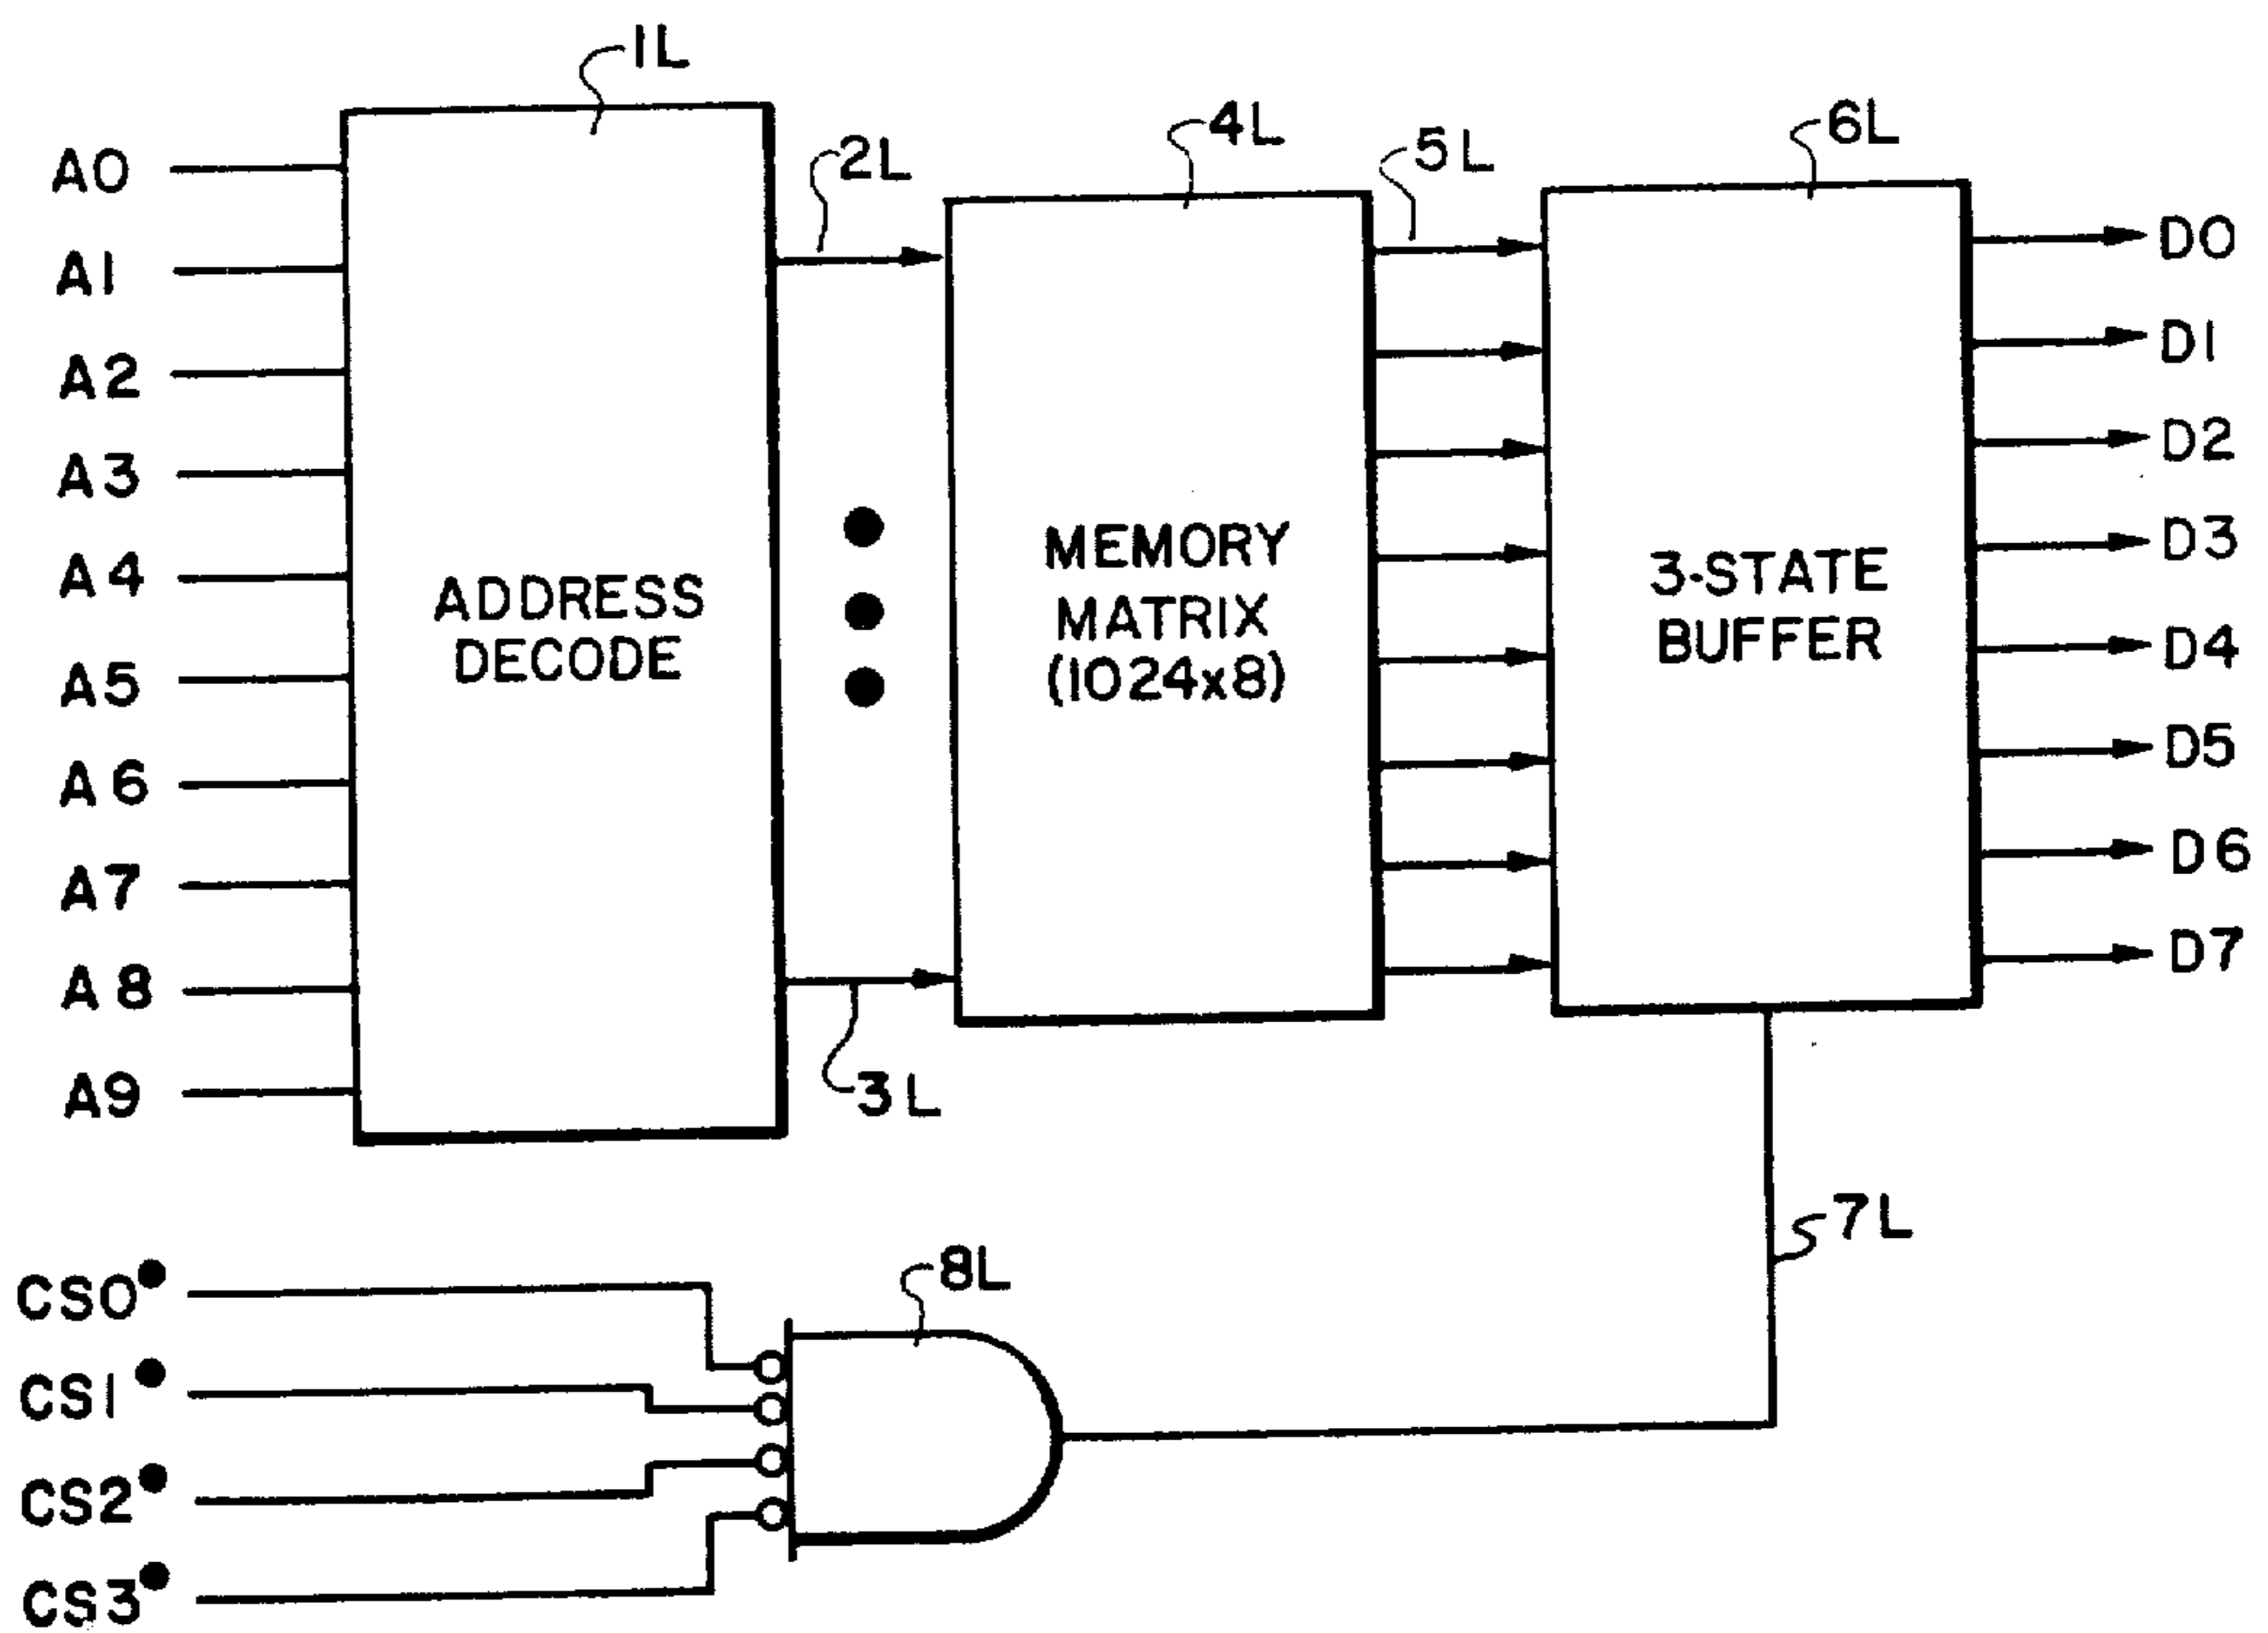 1L
2L
4L
5L
6L
A0
A1
A2
A3
A4
A5
A6
A7
A8
A9
ADDRESS
DECODE
MEMORY
MATRIX
(1024x8)
3-STATE
BUFFER
D0
D1
D2
D3
D4
D5
D6
D7
3L
7L
8L
CS0•
CS1•
CS2•
CS3•